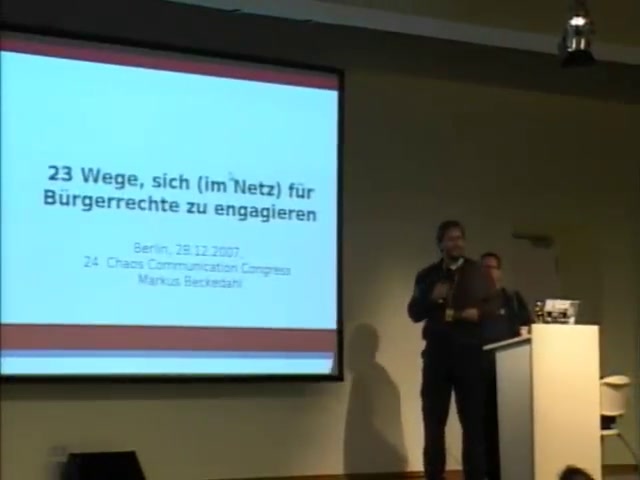 23 Wege, sich (im Netz) für
Bürgerrechte zu engagieren
Berlin, 28.12.2007
24. Chaos Communication Congress
Markus Beckedahl